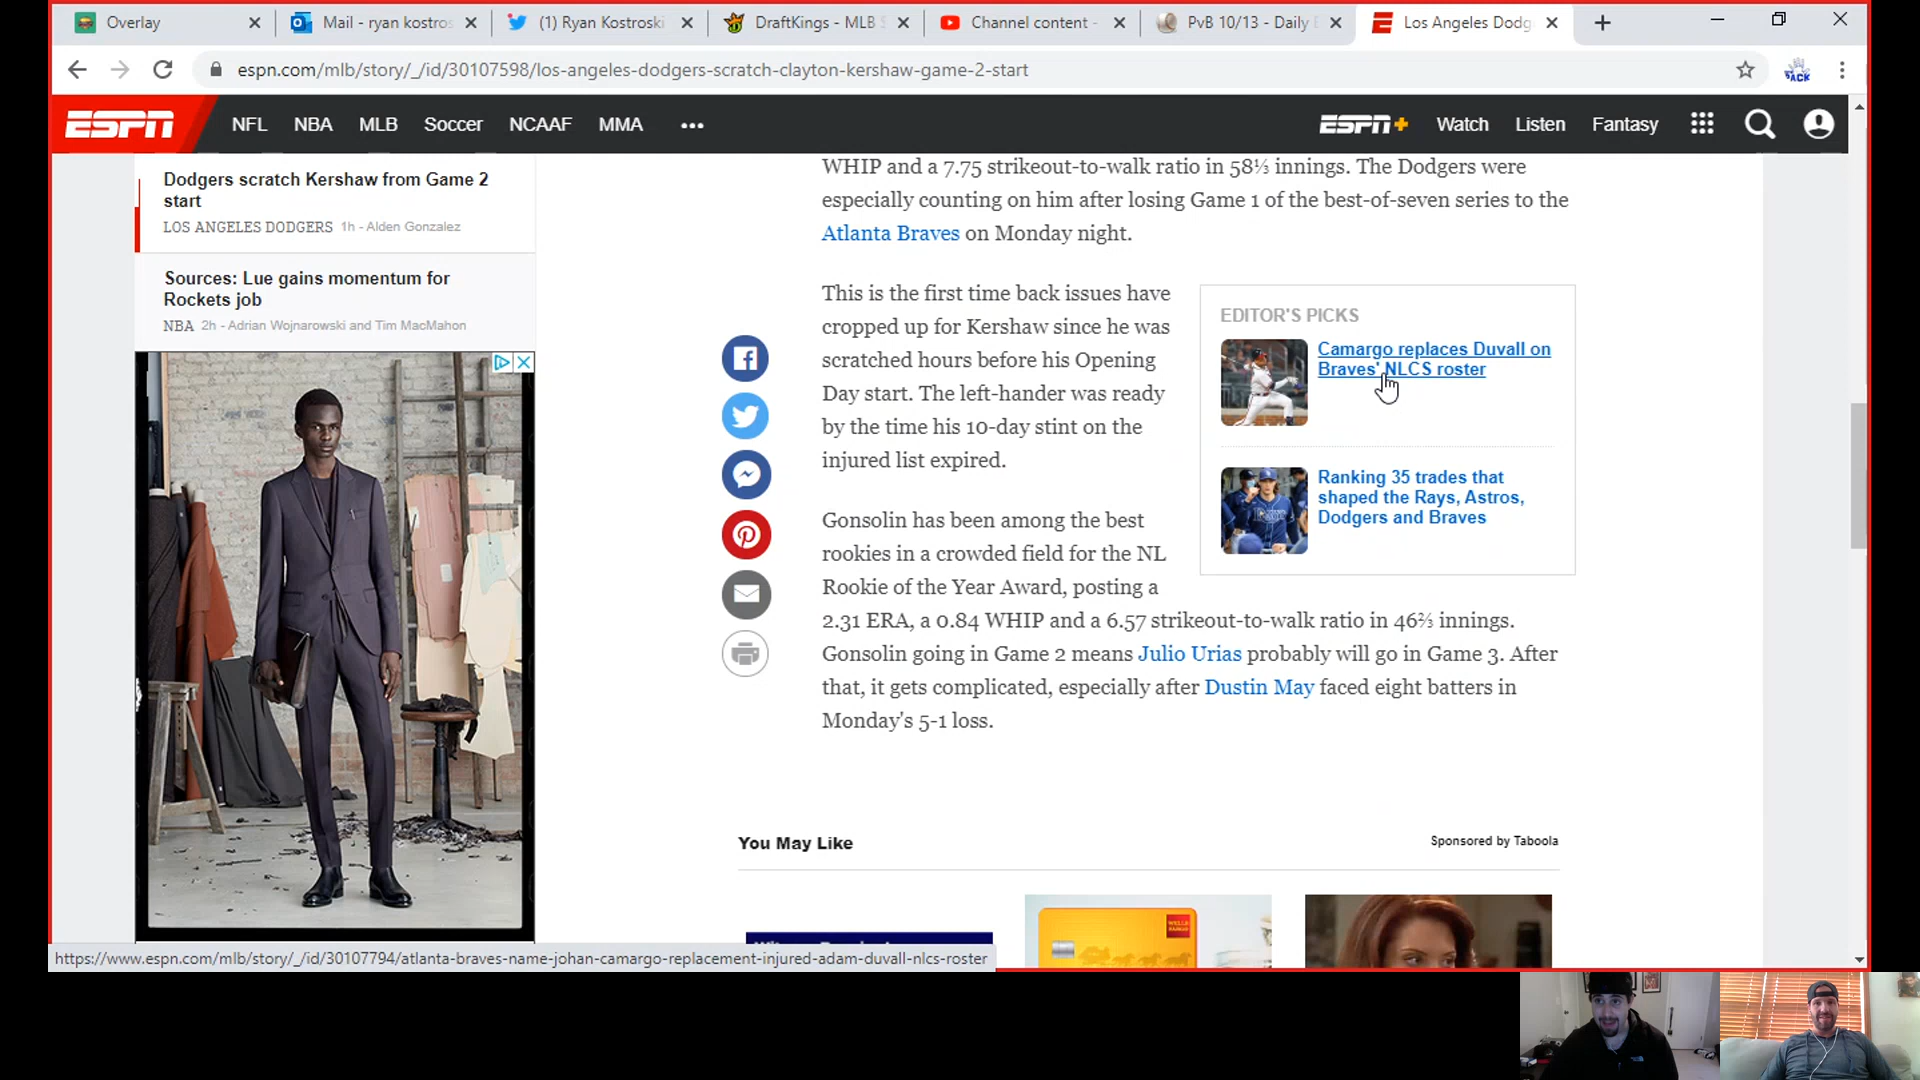 Overlay
Mail - ryan kostros
(1) Ryan Kostroski
DraftKings - MLB S
Channel content -
PvB 10/13 - Daily
Los Angeles Dodg
espn.com/mlb/story/_/id/30107598/los-angeles-dodgers-scratch-clayton-kershaw-game-2-start
ESPN
NFL
NBA
MLB
Soccer
NCAAF
MMA
ESPN+
Watch
Listen
Fantasy
Dodgers scratch Kershaw from Game 2
start
LOS ANGELES DODGERS 1h - Alden Gonzalez
Sources: Lue gains momentum for
Rockets job
NBA 2h - Adrian Wojnarowski and Tim MacMahon
WHIP and a 7.75 strikeout-to-walk ratio in 58⅓ innings. The Dodgers were
especially counting on him after losing Game 1 of the best-of-seven series to the
Atlanta Braves on Monday night.
This is the first time back issues have
cropped up for Kershaw since he was
scratched hours before his Opening
Day start. The left-hander was ready
by the time his 10-day stint on the
injured list expired.
EDITOR'S PICKS
Camargo replaces Duvall on
Braves' NLCS roster
Ranking 35 trades that
shaped the Rays, Astros,
Dodgers and Braves
Gonsolin has been among the best
rookies in a crowded field for the NL
Rookie of the Year Award, posting a
2.31 ERA, a 0.84 WHIP and a 6.57 strikeout-to-walk ratio in 46⅔ innings.
Gonsolin going in Game 2 means Julio Urias probably will go in Game 3. After
that, it gets complicated, especially after Dustin May faced eight batters in
Monday's 5-1 loss.
You May Like
Sponsored by Taboola
WELLS
FARGO
https://www.espn.com/mlb/story/_/id/30107794/atlanta-braves-name-johan-camargo-replacement-injured-adam-duvall-nlcs-roster